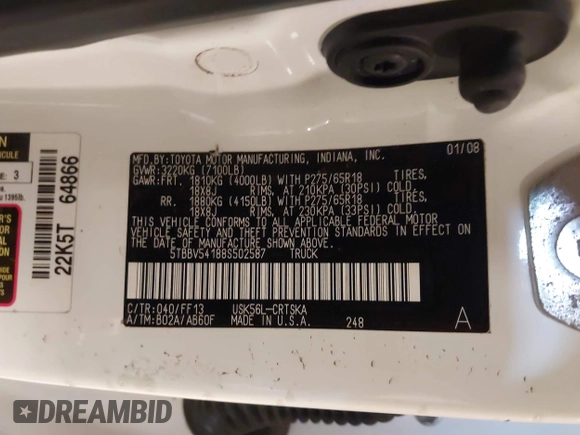 MFD. BY: TOYOTA MOTOR MANUFACTURING, INDIANA, INC. 01/08
GVWR: 3220KG (7100LB)
GAWR: FRT. 1810KG (4000LB) WITH P275/65R18 TIRES,
18X8J RIMS, AT 210KPA (30PSI) COLD.
RR. 1880KG (4150LB) WITH P275/65R18 TIRES,
18X8J RIMS, AT 230KPA (33PSI) COLD.
THIS VEHICLE CONFORMS TO ALL APPLICABLE FEDERAL MOTOR
VEHICLE SAFETY AND THEFT PREVENTION STANDARDS IN
EFFECT ON THE DATE OF MANUFACTURE SHOWN ABOVE.
5TBBV54188S502587 TRUCK
C/TR: 040/FF13 USK56L-CRTSKA
A/TM: B02A/AB60F MADE IN U.S.A. 248 A
3
1395lb.
22K5T 64866
DREAMBID